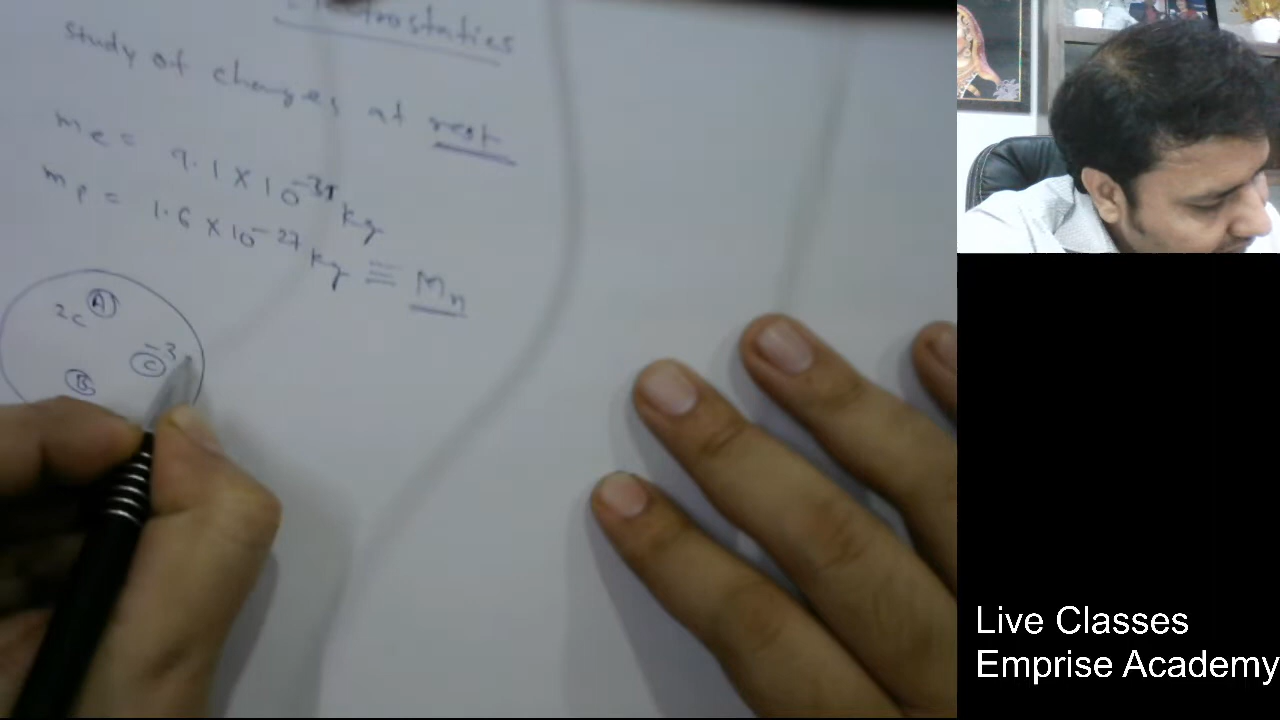 study of charges at rest
me = 9.1 × 10⁻³¹ kg
mp = 1.6 × 10⁻²⁷ kg ≡ Mn
A
2c
-3
C
B
Live Classes
Emprise Academy